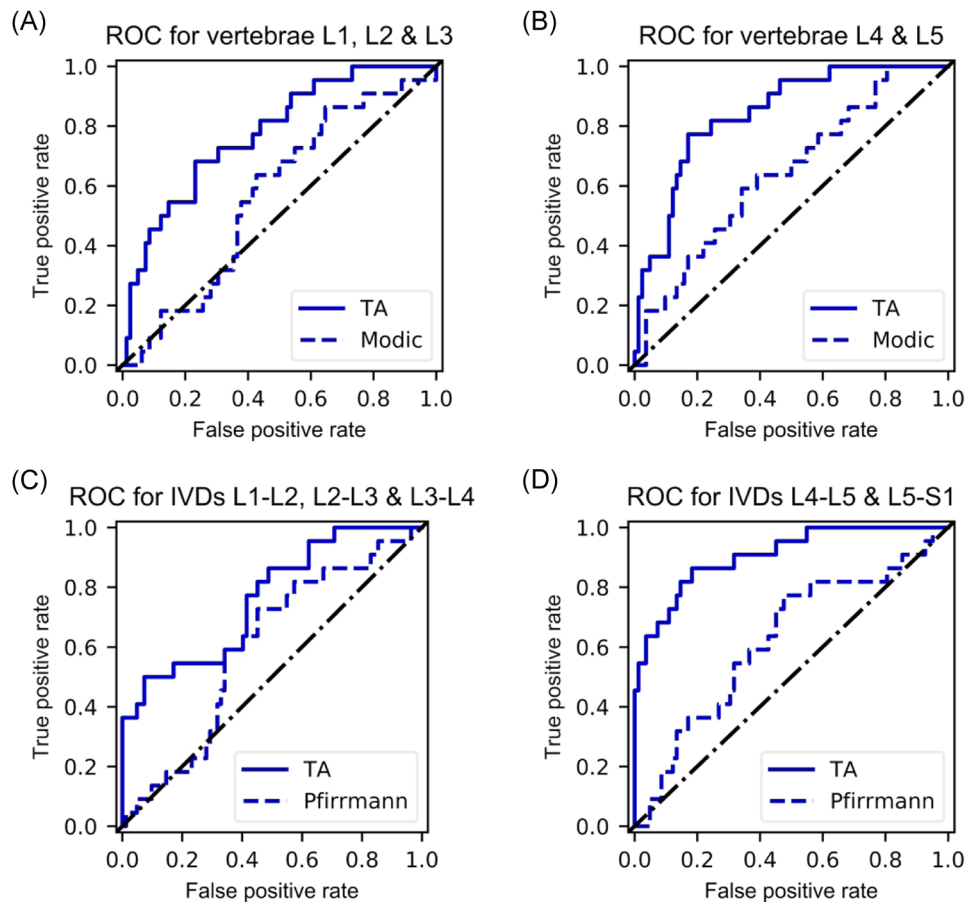 (A)
ROC for vertebrae L1, L2 & L3
1.0
0.8
0.6
0.4
0.2
0.0
True positive rate
TA
Modic
0.0 0.2 0.4 0.6 0.8 1.0
False positive rate
(B)
ROC for vertebrae L4 & L5
1.0
0.8
0.6
0.4
0.2
0.0
True positive rate
TA
Modic
0.0 0.2 0.4 0.6 0.8 1.0
False positive rate
(C)
ROC for IVDs L1-L2, L2-L3 & L3-L4
1.0
0.8
0.6
0.4
0.2
0.0
True positive rate
TA
Pfirrmann
0.0 0.2 0.4 0.6 0.8 1.0
False positive rate
(D)
ROC for IVDs L4-L5 & L5-S1
1.0
0.8
0.6
0.4
0.2
0.0
True positive rate
TA
Pfirrmann
0.0 0.2 0.4 0.6 0.8 1.0
False positive rate